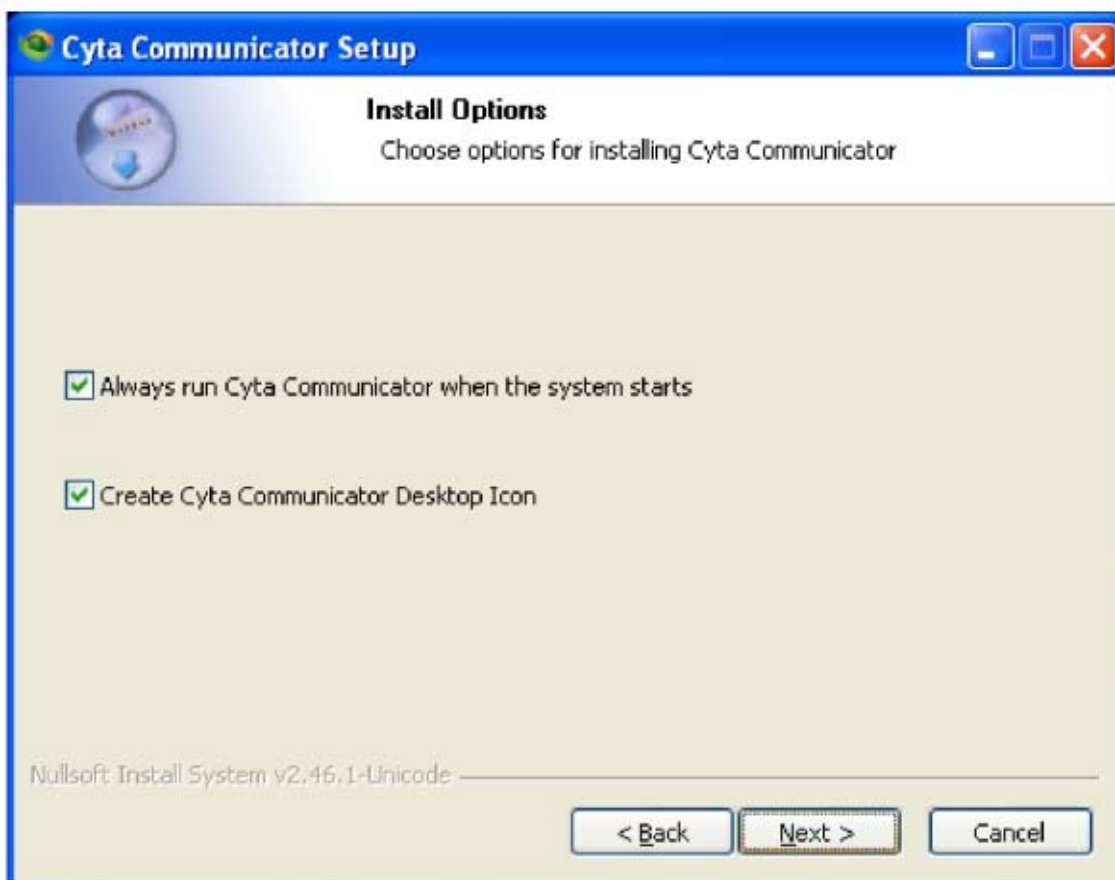 Cyta Communicator Setup
Install Options
Choose options for installing Cyta Communicator
Always run Cyta Communicator when the system starts
Create Cyta Communicator Desktop Icon
Nullsoft Install System v2.46.1-Unicode
< Back Next > Cancel